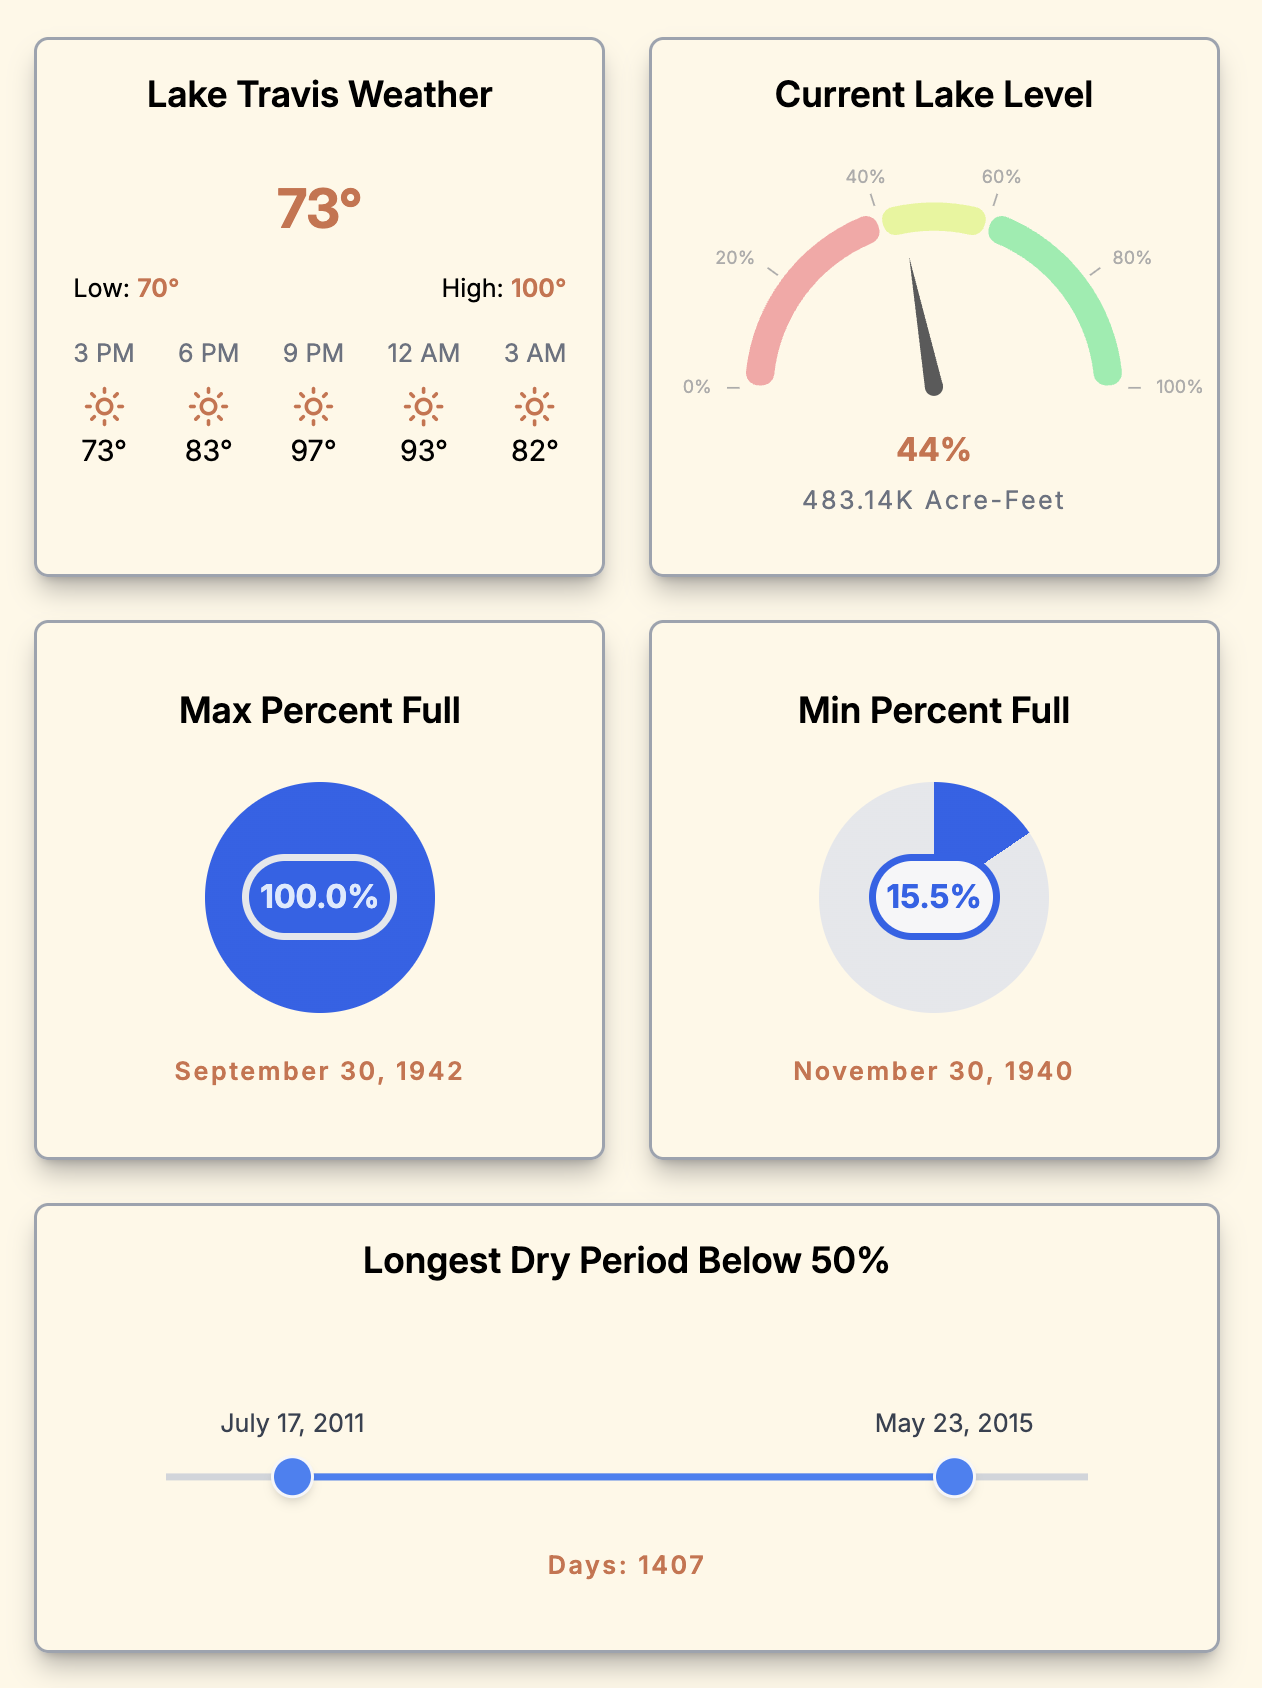 Lake Travis Weather
73°
Low: 70° High: 100°
3 PM 6 PM 9 PM 12 AM 3 AM
73° 83° 97° 93° 82°
Current Lake Level
40% 60%
20% 80%
0% 100%
44%
483.14K Acre-Feet
Max Percent Full
100.0%
September 30, 1942
Min Percent Full
15.5%
November 30, 1940
Longest Dry Period Below 50%
July 17, 2011 May 23, 2015
Days: 1407